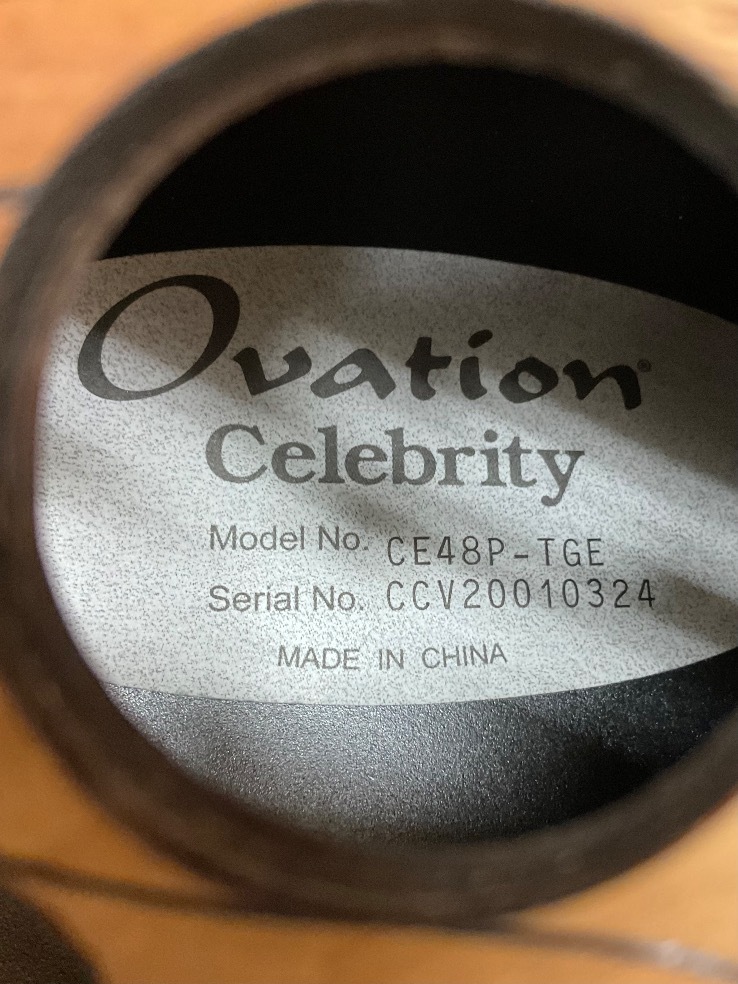 Ovation®
Celebrity
Model No. CE48P-TGE
Serial No. CCV20010324
MADE IN CHINA